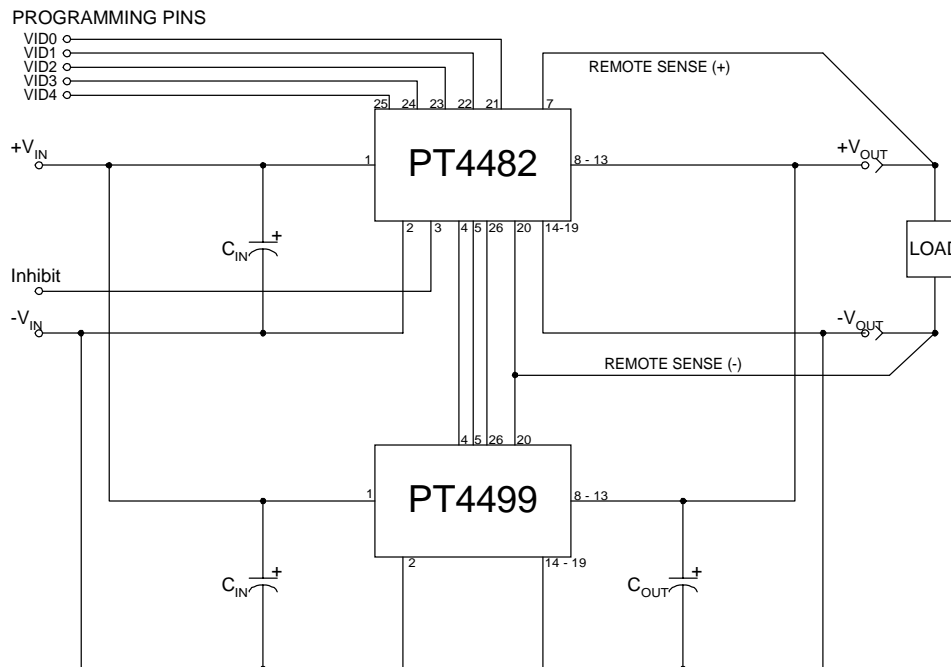 PROGRAMMING PINS
VID0
VID1
VID2
VID3
VID4
25 24 23 22 21 7
REMOTE SENSE (+)
+VIN
1
PT4482
8 - 13
+VOUT
2 3 4 5 26 20 14-19
CIN
+
LOAD
Inhibit
-VIN
-VOUT
REMOTE SENSE (-)
4 5 26 20
1
PT4499
8 - 13
2
14 - 19
CIN
+
COUT
+